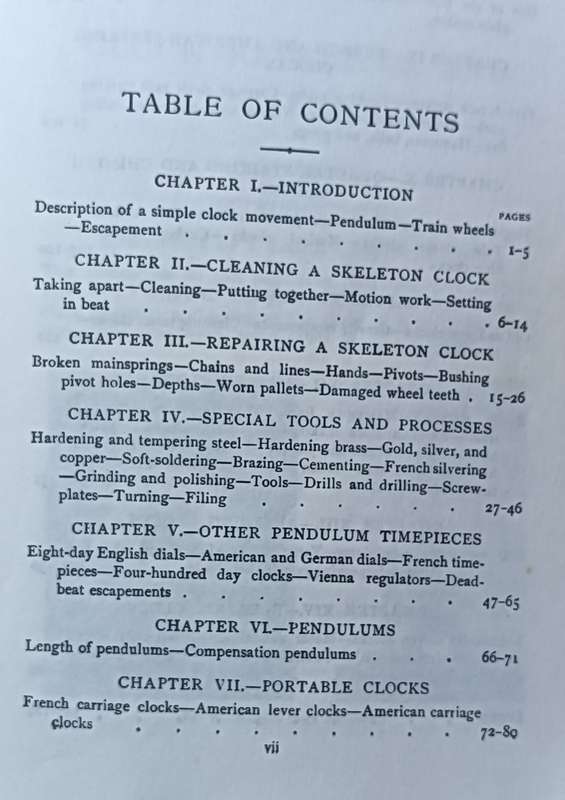 TABLE OF CONTENTS
CHAPTER I.—INTRODUCTION
PAGES
Description of a simple clock movement—Pendulum—Train wheels
—Escapement . . . . . . . . . 1-5
CHAPTER II.—CLEANING A SKELETON CLOCK
Taking apart—Cleaning—Putting together—Motion work—Setting
in beat . . . . . . . . . . 6-14
CHAPTER III.—REPAIRING A SKELETON CLOCK
Broken mainsprings—Chains and lines—Hands—Pivots—Bushing
pivot holes—Depths—Worn pallets—Damaged wheel teeth . 15-26
CHAPTER IV.—SPECIAL TOOLS AND PROCESSES
Hardening and tempering steel—Hardening brass—Gold, silver, and
copper—Soft-soldering—Brazing—Cementing—French silvering
—Grinding and polishing—Tools—Drills and drilling—Screw-
plates—Turning—Filing . . . . . . 27-46
CHAPTER V.—OTHER PENDULUM TIMEPIECES
Eight-day English dials—American and German dials—French time-
pieces—Four-hundred day clocks—Vienna regulators—Dead-
beat escapements . . . . . . . . 47-65
CHAPTER VI.—PENDULUMS
Length of pendulums—Compensation pendulums . . . 66-71
CHAPTER VII.—PORTABLE CLOCKS
French carriage clocks—American lever clocks—American carriage
clocks . . . . . . . . . 72-80
vii